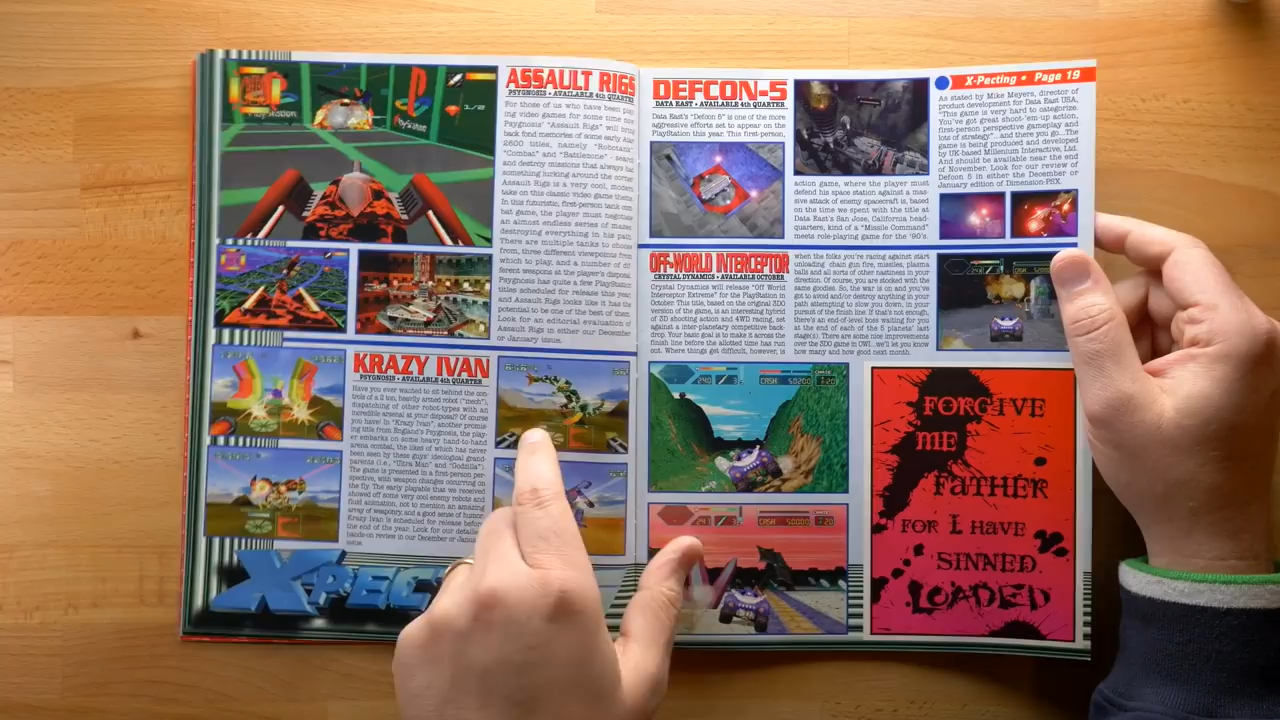 ASSAULT RIGS
PSYGNOSIS • AVAILABLE 4th QUARTER
For those of us who have been play-
ing video games for some time now
Psygnosis' "Assault Rigs" will bring
back fond memories of some early Atari
2600 titles, namely "Robotank"
"Combat" and "Battlezone" - search
and destroy missions that always had
something lurking around the corner.
Assault Rigs is a very cool, modern
take on this classic video game theme.
In this futuristic, first-person tank com-
bat game, the player must negotiate
an almost endless series of mazes,
destroying everything in his path.
There are multiple tanks to choose
from, three different viewpoints from
which to play, and a number of dif-
ferent weapons at the player's disposal.
Psygnosis has quite a few PlayStation
titles scheduled for release this year,
and Assault Rigs looks like it has the
potential to be one of the best of them.
Look for an editorial evaluation of
Assault Rigs in either our December
or January issue.
KRAZY IVAN
PSYGNOSIS • AVAILABLE 4th QUARTER
Have you ever wanted to sit behind the con-
trols of a 2 ton, heavily armed robot ("mech"),
dispatching of other robot-types with an
incredible arsenal at your disposal? Of course
you have! In "Krazy Ivan", another promis-
ing title from England's Psygnosis, the play-
er embarks on some heavy hand-to-hand
arena combat, the likes of which has never
been seen by these guys' ideological grand-
parents (i.e., "Ultra Man" and "Godzilla").
The game is presented in a first-person per-
spective, with weapon changes occurring on
the fly. The early playable that we received
showed off some very cool enemy robots and
fluid animation, not to mention an amazing
array of weaponry, and a good sense of humor.
Krazy Ivan is scheduled for release before
the end of the year. Look for our detailed
hands-on review in our December or January
issue.
X-PEC
DEFCON-5
DATA EAST • AVAILABLE 4th QUARTER
Data East's "Defcon 5" is one of the more
aggressive efforts set to appear on the
PlayStation this year. This first-person,
action game, where the player must
defend his space station against a mas-
sive attack of enemy spacecraft is, based
on the time we spent with the title at
Data East's San Jose, California head-
quarters, kind of a "Missile Command"
meets role-playing game for the '90's.
X-Pecting • Page 19
As stated by Mike Meyers, director of
product development for Data East USA,
"This game is very hard to categorize.
You've got great shoot-'em-up action,
first-person perspective gameplay and
lots of strategy"...and there you go...The
game is being produced and developed
by UK-based Millenium Interactive, Ltd.
And should be available near the end
of November. Look for our review of
Defcon 5 in either the December or
January edition of Dimension-PSX.
OFF-WORLD INTERCEPTOR
CRYSTAL DYNAMICS • AVAILABLE OCTOBER
Crystal Dynamics will release "Off World
Interceptor Extreme" for the PlayStation in
October. This title, based on the original 3DO
version of the game, is an interesting hybrid
of 3D shooting action and 4WD racing, set
against a inter-planetary competitive back-
drop. Your basic goal is to make it across the
finish line before the allotted time has run
out. Where things get difficult, however, is
when the folks you're racing against start
unloading chain gun fire, missiles, plasma
balls and all sorts of other nastiness in your
direction. Of course, you are stocked with the
same goodies. So, the war is on and you've
got to avoid and/or destroy anything in your
path attempting to slow you down, in your
pursuit of the finish line. If that's not enough,
there's an end-of-level boss waiting for you
at the end of each of the 5 planets' last
stage(s). There are some nice improvements
over the 3DO game in OWI...we'll let you know
how many and how good next month.
CASH 50200
CASH 50000
FORGIVE
ME
FATHER
FOR I HAVE
SINNED
LOADED